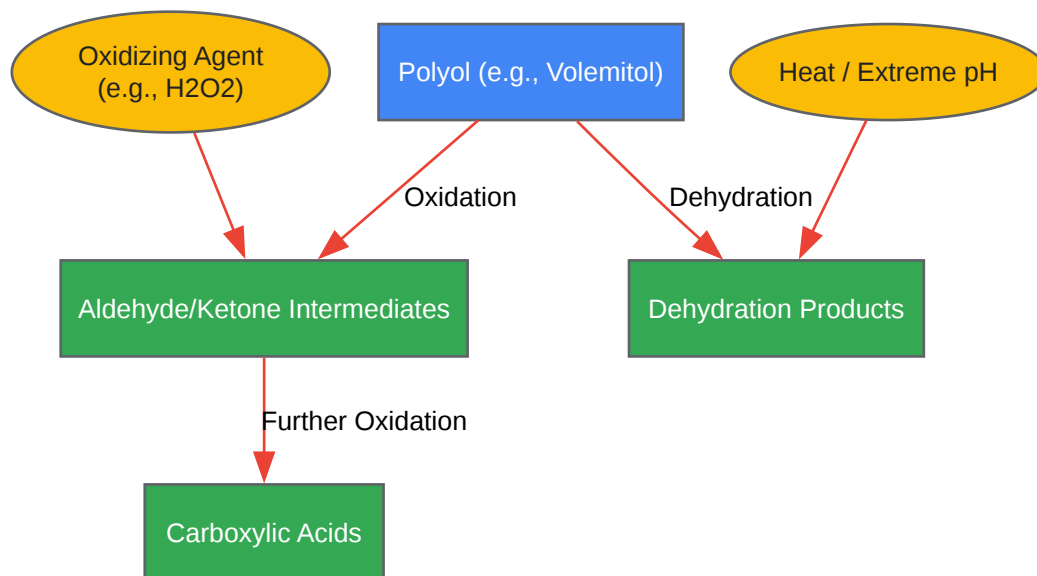 Oxidizing Agent
(e.g., H2O2)
Polyol (e.g., Volemitol)
Heat / Extreme pH
Oxidation
Dehydration
Aldehyde/Ketone Intermediates
Dehydration Products
Further Oxidation
Carboxylic Acids